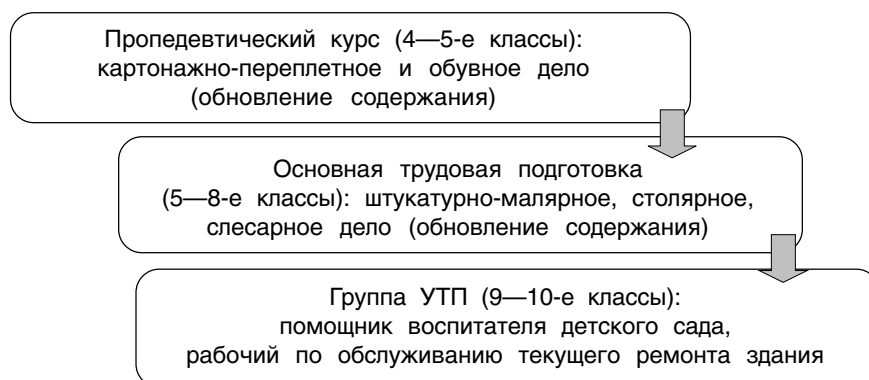 Пропедевтический курс (4—5-е классы):
картонажно-переплетное и обувное дело
(обновление содержания)
Основная трудовая подготовка
(5—8-е классы): штукатурно-малярное, столярное,
слесарное дело (обновление содержания)
Группа УТП (9—10-е классы):
помощник воспитателя детского сада,
рабочий по обслуживанию текущего ремонта здания